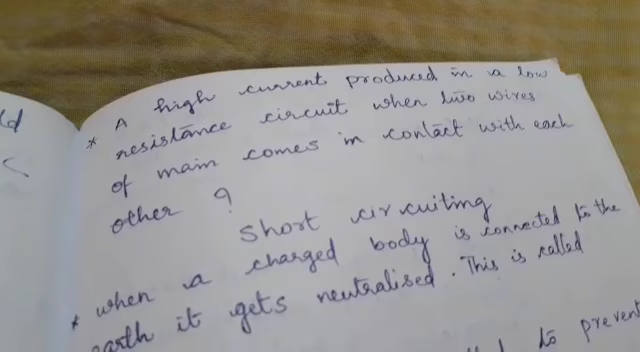 ld
* A high current produced in a low
resistance circuit when two wires
of main comes in contact with each
other ?
short circuiting
* when a charged body is connected to the
earth it gets neutralised. This is called
to prevent